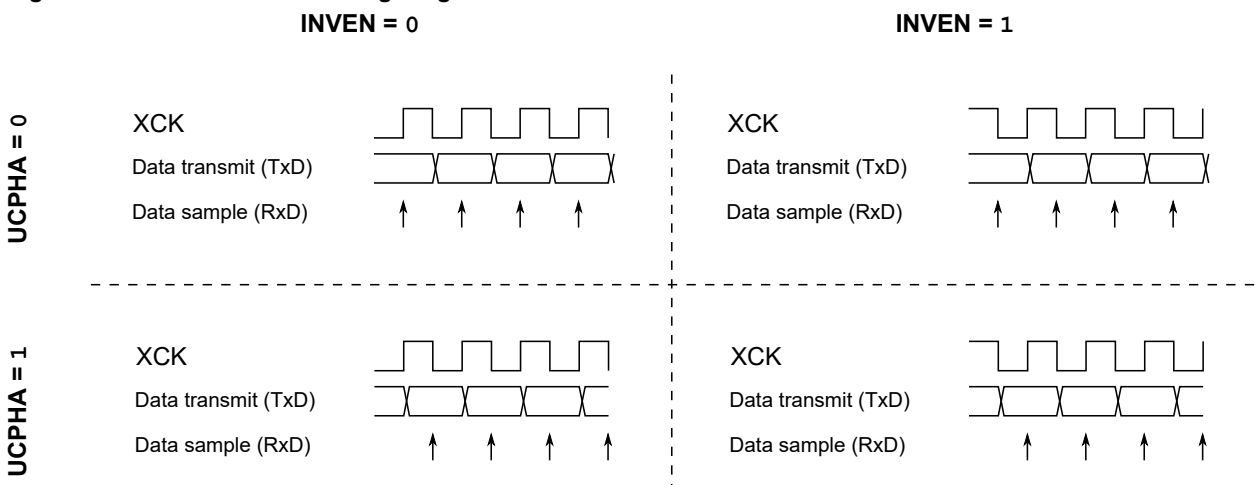 INVEN = 0
INVEN = 1
UCPHA = 0
XCK
Data transmit (TxD)
Data sample (RxD)
XCK
Data transmit (TxD)
Data sample (RxD)
UCPHA = 1
XCK
Data transmit (TxD)
Data sample (RxD)
XCK
Data transmit (TxD)
Data sample (RxD)